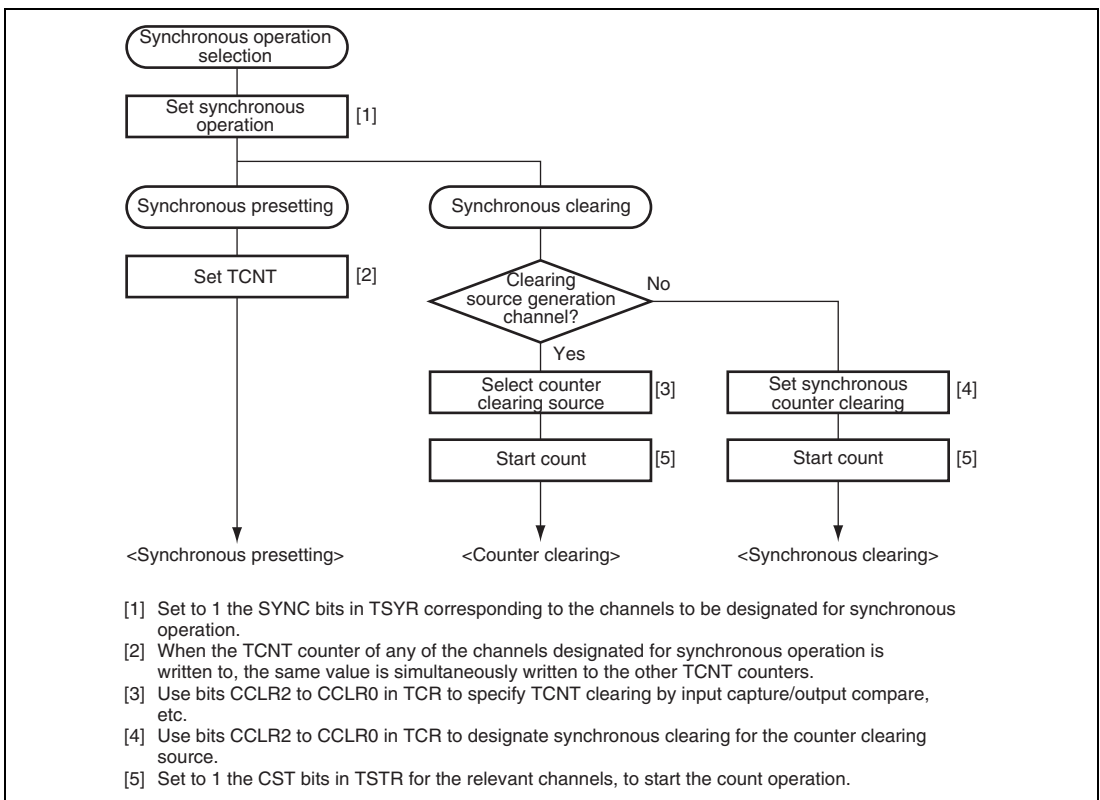 Synchronous operation
selection
Set synchronous
operation
[1]
Synchronous presetting
Synchronous clearing
Set TCNT
[2]
Clearing
source generation
channel?
No
Yes
Select counter
clearing source
[3]
Set synchronous
counter clearing
[4]
Start count
[5]
Start count
[5]
<Synchronous presetting>
<Counter clearing>
<Synchronous clearing>
[1] Set to 1 the SYNC bits in TSYR corresponding to the channels to be designated for synchronous
operation.
[2] When the TCNT counter of any of the channels designated for synchronous operation is
written to, the same value is simultaneously written to the other TCNT counters.
[3] Use bits CCLR2 to CCLR0 in TCR to specify TCNT clearing by input capture/output compare,
etc.
[4] Use bits CCLR2 to CCLR0 in TCR to designate synchronous clearing for the counter clearing
source.
[5] Set to 1 the CST bits in TSTR for the relevant channels, to start the count operation.